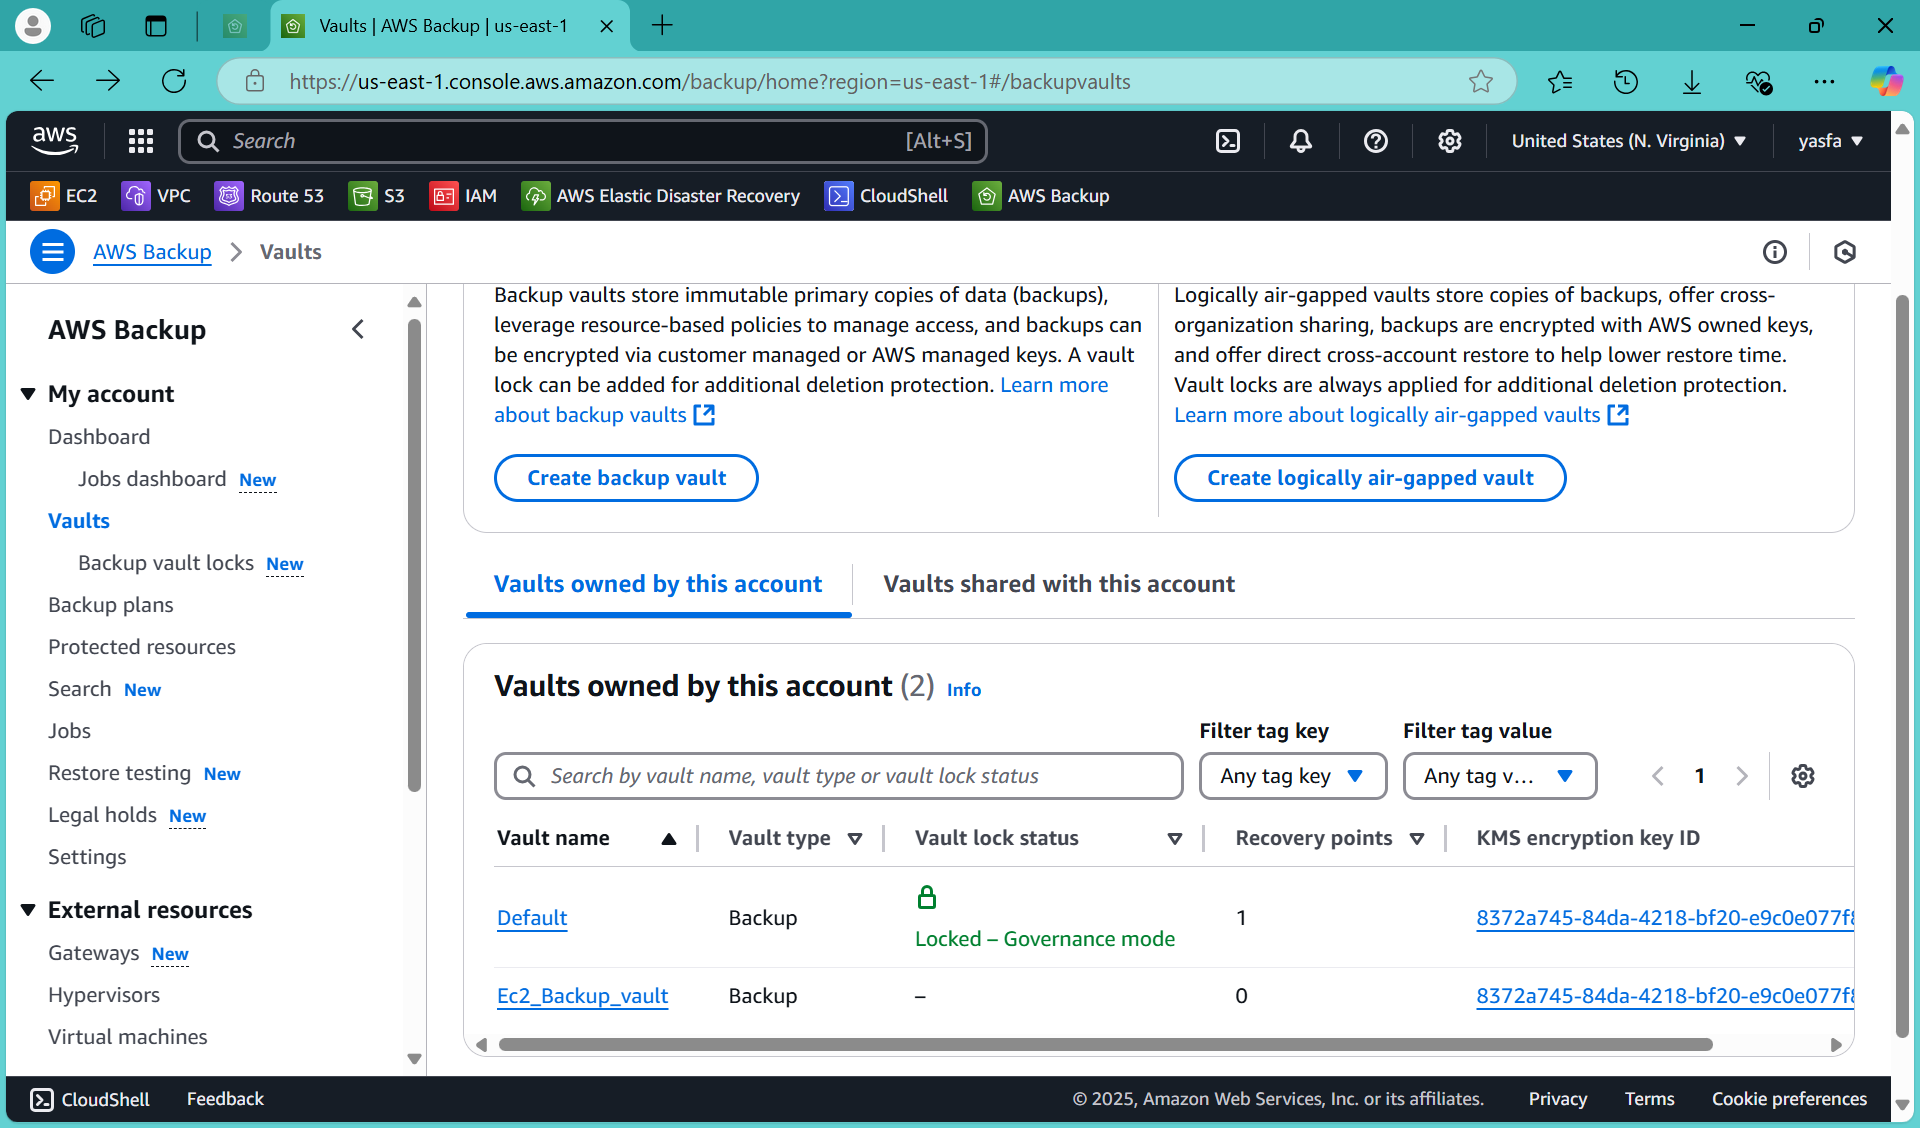 Vaults | AWS Backup | us-east-1
https://us-east-1.console.aws.amazon.com/backup/home?region=us-east-1#/backupvaults
aws
Search [Alt+S]
United States (N. Virginia)
yasfa
EC2 VPC Route 53 S3 IAM AWS Elastic Disaster Recovery CloudShell AWS Backup
AWS Backup > Vaults
AWS Backup
My account
Dashboard
Jobs dashboard New
Vaults
Backup vault locks New
Backup plans
Protected resources
Search New
Jobs
Restore testing New
Legal holds New
Settings
External resources
Gateways New
Hypervisors
Virtual machines
Backup vaults store immutable primary copies of data (backups),
leverage resource-based policies to manage access, and backups can
be encrypted via customer managed or AWS managed keys. A vault
lock can be added for additional deletion protection. Learn more
about backup vaults
Create backup vault
Logically air-gapped vaults store copies of backups, offer cross-
organization sharing, backups are encrypted with AWS owned keys,
and offer direct cross-account restore to help lower restore time.
Vault locks are always applied for additional deletion protection.
Learn more about logically air-gapped vaults
Create logically air-gapped vault
Vaults owned by this account
Vaults shared with this account
Vaults owned by this account (2) Info
Filter tag key
Filter tag value
Search by vault name, vault type or vault lock status
Any tag key
Any tag v...
1
Vault name Vault type Vault lock status Recovery points KMS encryption key ID
Default Backup Locked – Governance mode 1 8372a745-84da-4218-bf20-e9c0e077f8
Ec2_Backup_vault Backup – 0 8372a745-84da-4218-bf20-e9c0e077f8
CloudShell
Feedback
© 2025, Amazon Web Services, Inc. or its affiliates.
Privacy
Terms
Cookie preferences